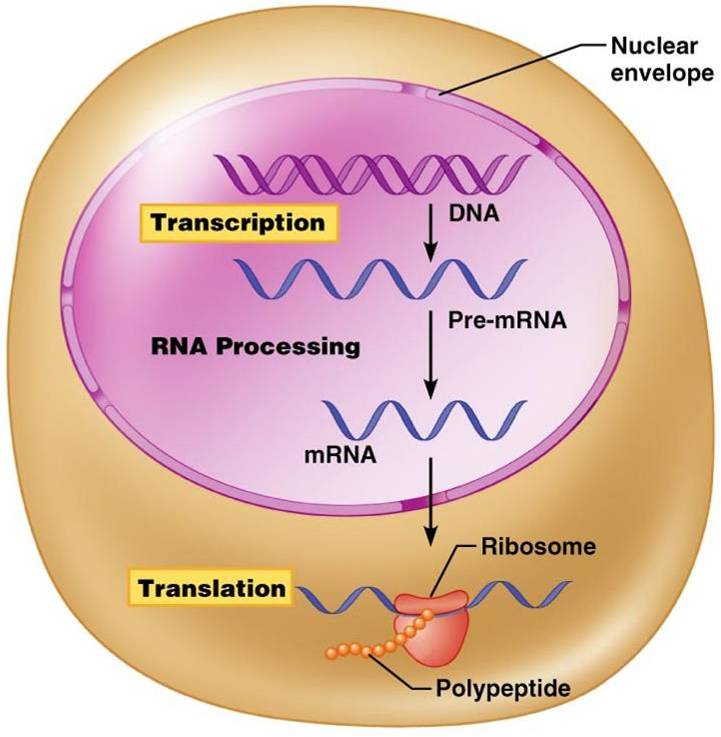 Nuclear
envelope
DNA
Transcription
Pre-mRNA
RNA Processing
mRNA
Ribosome
Translation
Polypeptide